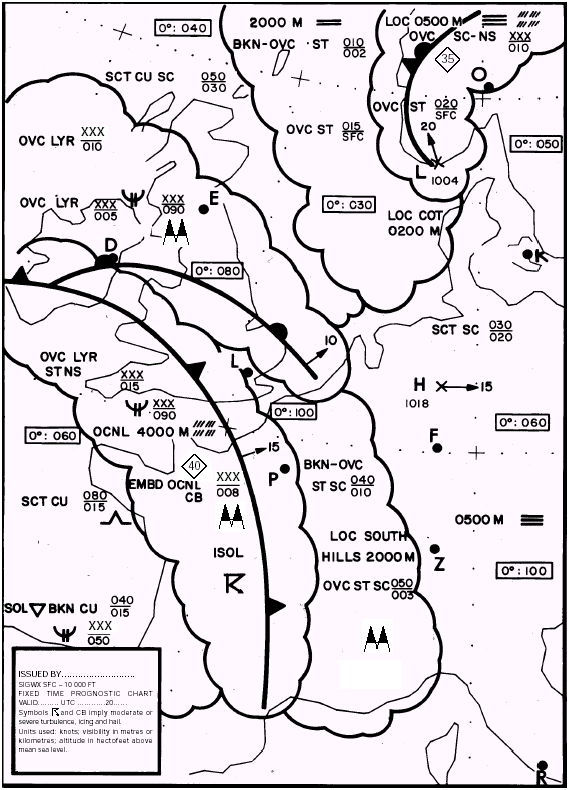 0°: 040
2000 M
BKN-OVC ST 010
002
LOC 0500 M
OVC SC-NS XXX
010
35
SCT CU SC 050
030
OVC ST 020
SFC
20
OVC LYR XXX
010
OVC ST 015
SFC
0°: 050
L
1004
OVC LYR XXX
005
XXX
090
E
0°: 030
LOC COT
0200 M
D
K
0°: 080
10
SCT SC 030
020
OVC LYR
ST NS
XXX
015
L
H
15
1018
XXX
090
0°: 100
OCNL 4000 M
0°: 060
0°: 060
F
15
40
EMBD OCNL
CB
XXX
008
P
BKN-OVC
ST SC 040
010
SCT CU 080
015
0500 M
LOC SOUTH
HILLS 2000 M
ISOL
Z
0°: 100
OVC ST SC 050
003
SOL BKN CU 040
015
XXX
050
ISSUED BY..........................
SIGWX SFC – 10 000 FT
FIXED TIME PROGNOSTIC CHART
VALID......... UTC ............20......
Symbols and CB imply moderate or
severe turbulence, icing and hail.
Units used: knots; visibility in metres or
kilometres; altitude in hectofeet above
mean sea level.
R